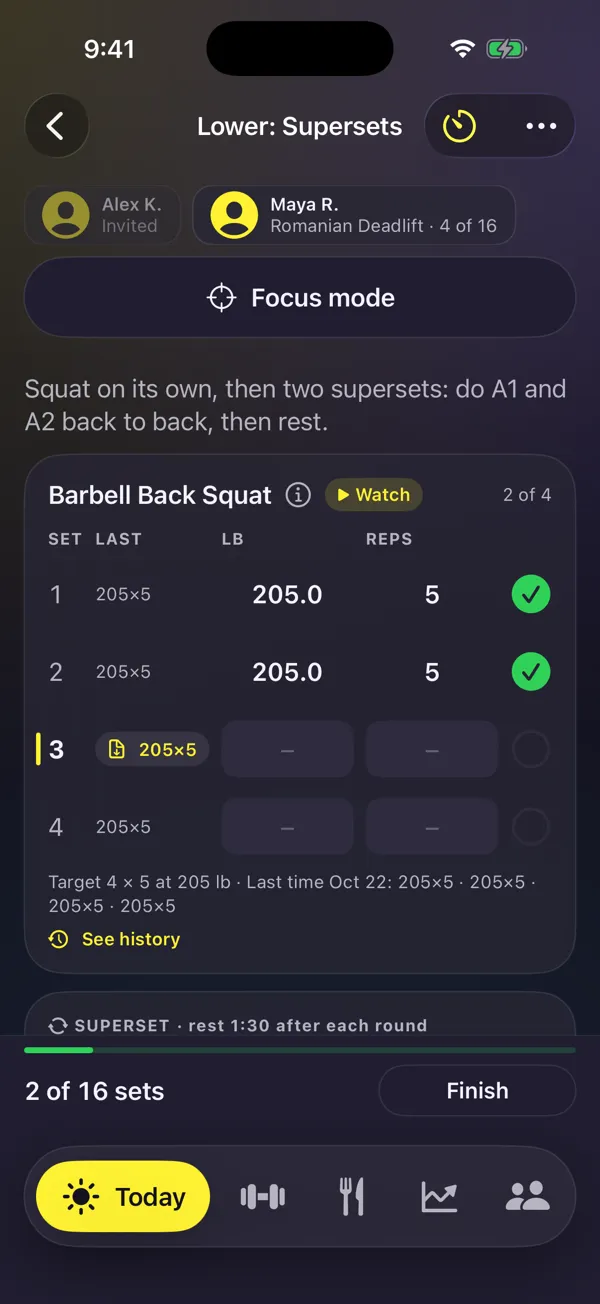 9:41
Lower: Supersets
Alex K.
Invited
Maya R.
Romanian Deadlift · 4 of 16
Focus mode
Squat on its own, then two supersets: do A1 and
A2 back to back, then rest.
Barbell Back Squat Watch 2 of 4
SET LAST LB REPS
1 205×5 205.0 5
2 205×5 205.0 5
3 205×5 – –
4 205×5 – –
Target 4 × 5 at 205 lb · Last time Oct 22: 205×5 · 205×5 ·
205×5 · 205×5
See history
SUPERSET · rest 1:30 after each round
2 of 16 sets Finish
Today